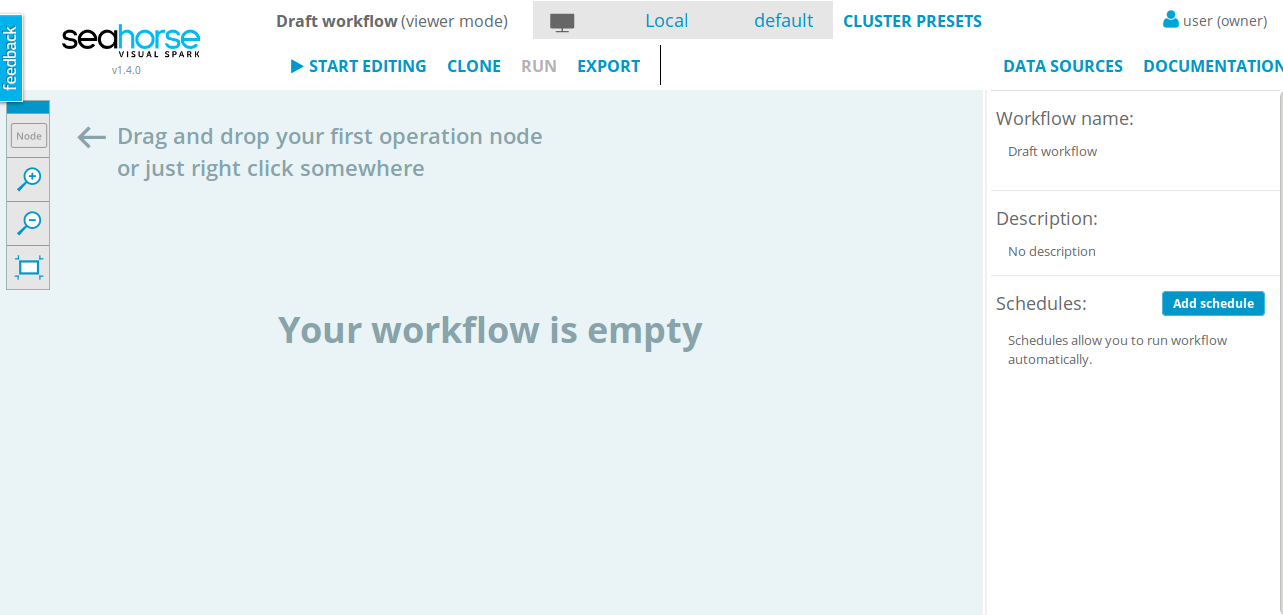 feedback
seahorse
VISUAL SPARK
v1.4.0
Draft workflow (viewer mode)
Local default
CLUSTER PRESETS
user (owner)
START EDITING CLONE RUN EXPORT
DATA SOURCES DOCUMENTATION
Node
Drag and drop your first operation node
or just right click somewhere
Your workflow is empty
Workflow name:
Draft workflow
Description:
No description
Schedules:
Add schedule
Schedules allow you to run workflow
automatically.